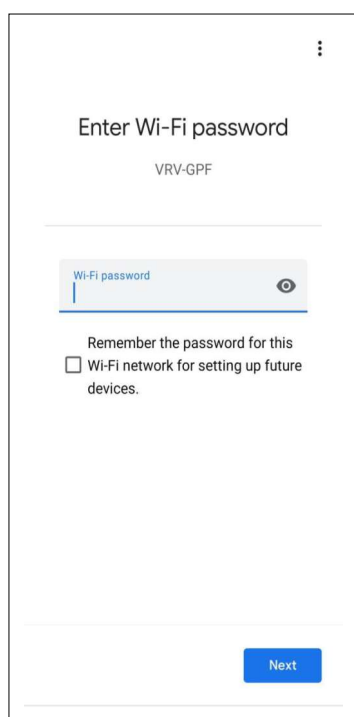 Enter Wi-Fi password
VRV-GPF
Wi-Fi password
Remember the password for this
Wi-Fi network for setting up future
devices.
Next